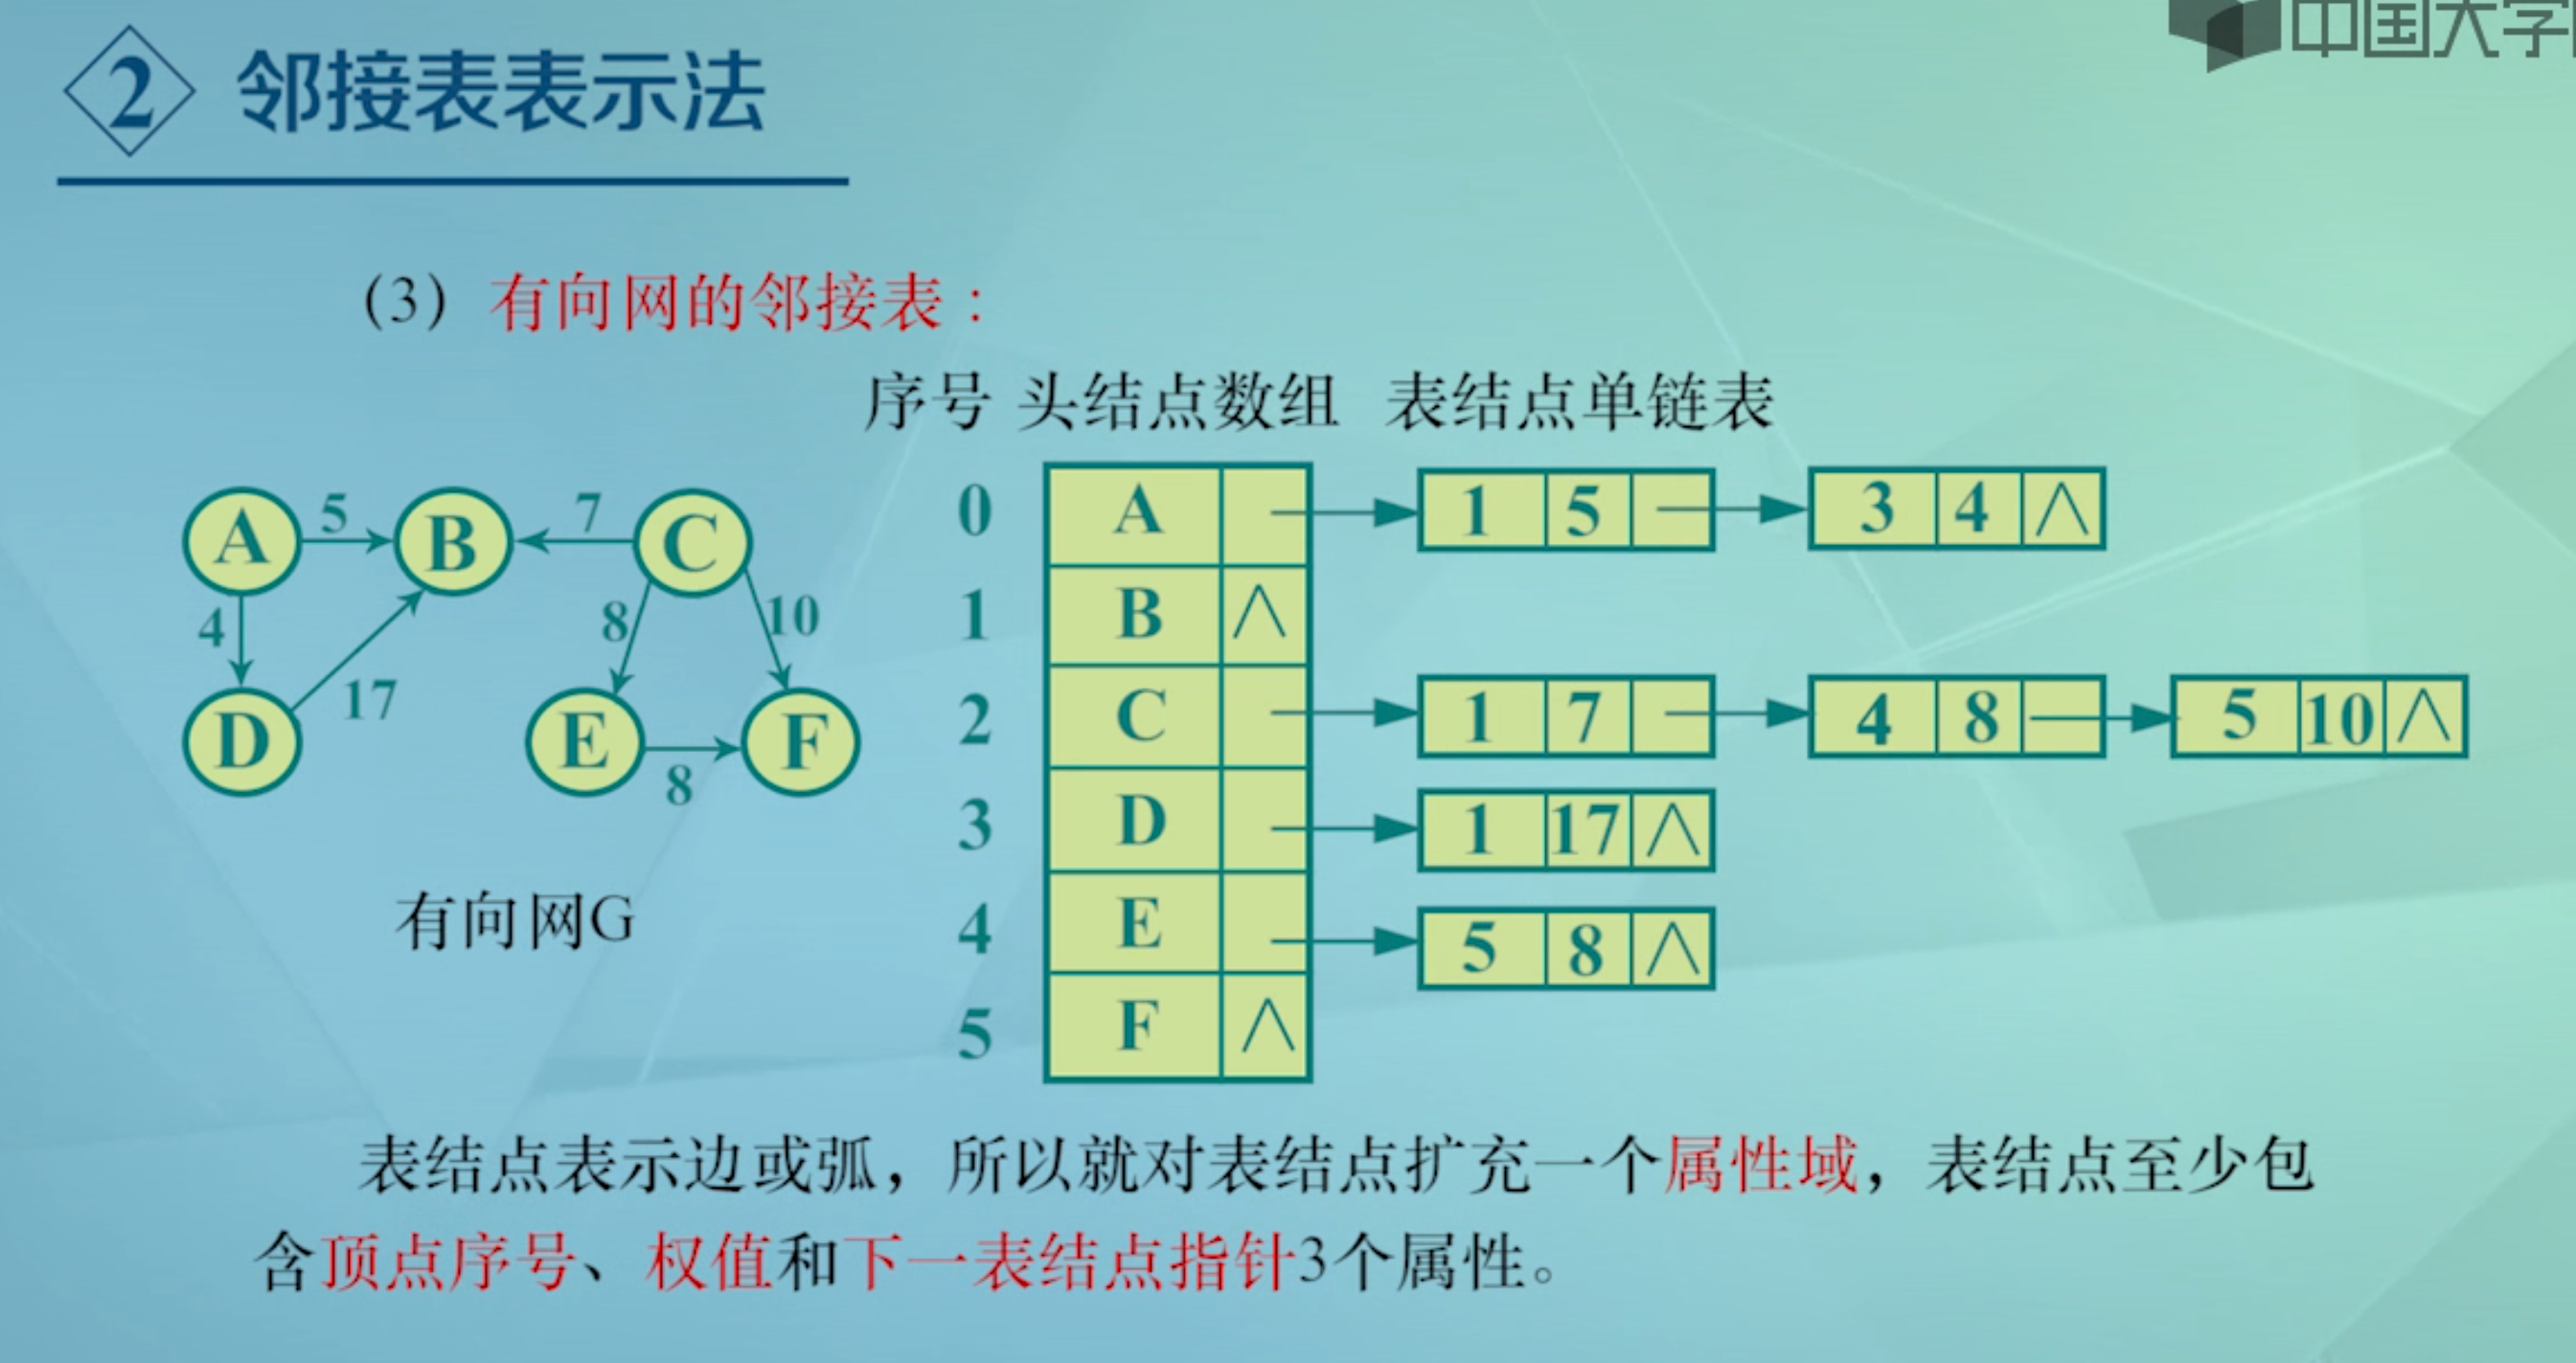 中国大学
2 邻接表表示法
(3) 有向网的邻接表：
序号 头结点数组 表结点单链表
A 5 B 7 C
4 17 8 10
D E 8 F
有向网G
0 A 1 5 3 4 ∧
1 B ∧
2 C 1 7 4 8 5 10 ∧
3 D 1 17 ∧
4 E 5 8 ∧
5 F ∧
表结点表示边或弧，所以就对表结点扩充一个属性域，表结点至少包
含顶点序号、权值和下一表结点指针3个属性。